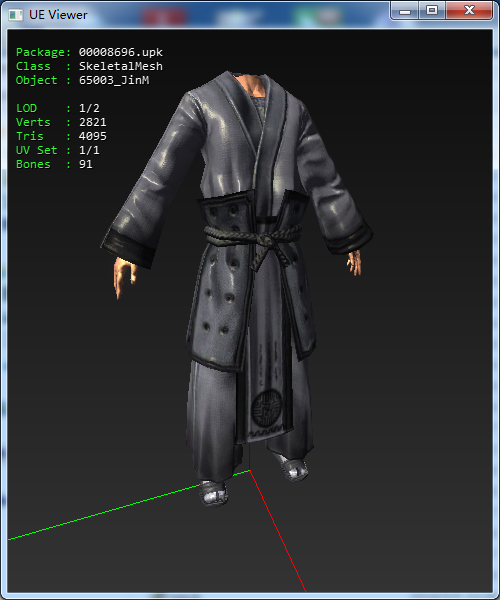 UE Viewer
Package: 00008696.upk
Class : SkeletalMesh
Object : 65003_JinM
LOD : 1/2
Verts : 2821
Tris : 4095
UV Set : 1/1
Bones : 91